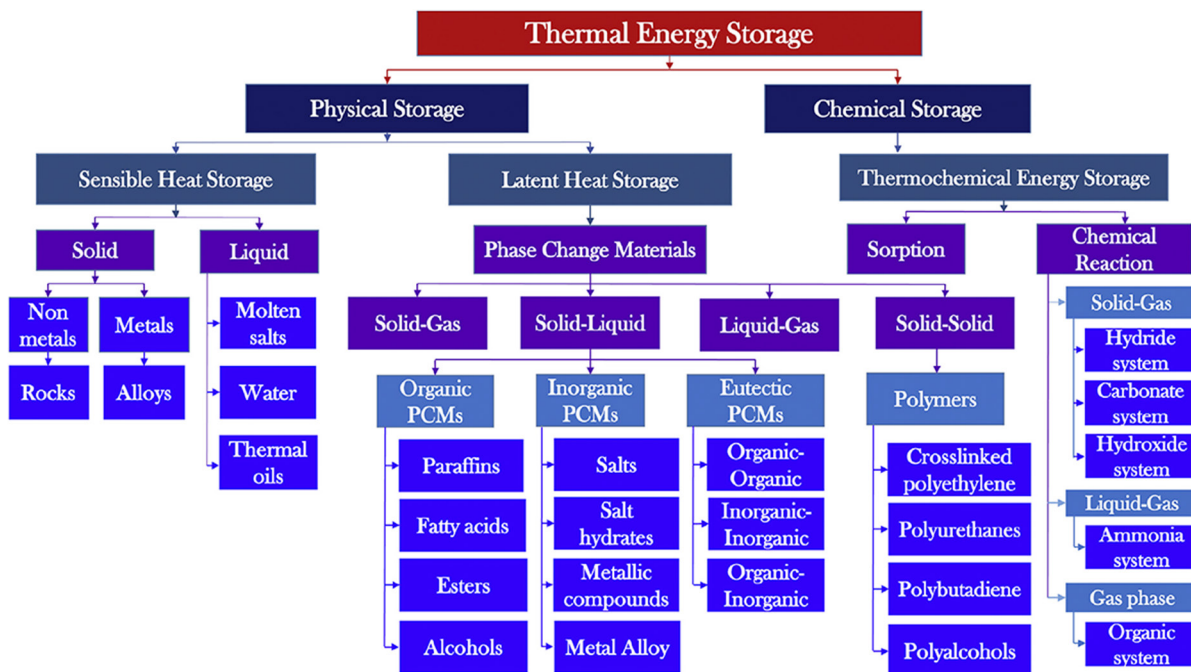 Thermal Energy Storage
Physical Storage
Chemical Storage
Sensible Heat Storage
Latent Heat Storage
Thermochemical Energy Storage
Solid
Liquid
Phase Change Materials
Sorption
Chemical
Reaction
Non
metals
Metals
Molten
salts
Solid-Gas
Solid-Liquid
Liquid-Gas
Solid-Solid
Solid-Gas
Rocks
Alloys
Water
Thermal
oils
Organic
PCMs
Inorganic
PCMs
Eutectic
PCMs
Polymers
Hydride
system
Carbonate
system
Hydroxide
system
Paraffins
Fatty acids
Esters
Alcohols
Salts
Salt
hydrates
Metallic
compounds
Metal Alloy
Organic-
Organic
Inorganic-
Inorganic
Organic-
Inorganic
Crosslinked
polyethylene
Polyurethanes
Polybutadiene
Polyalcohols
Liquid-Gas
Ammonia
system
Gas phase
Organic
system